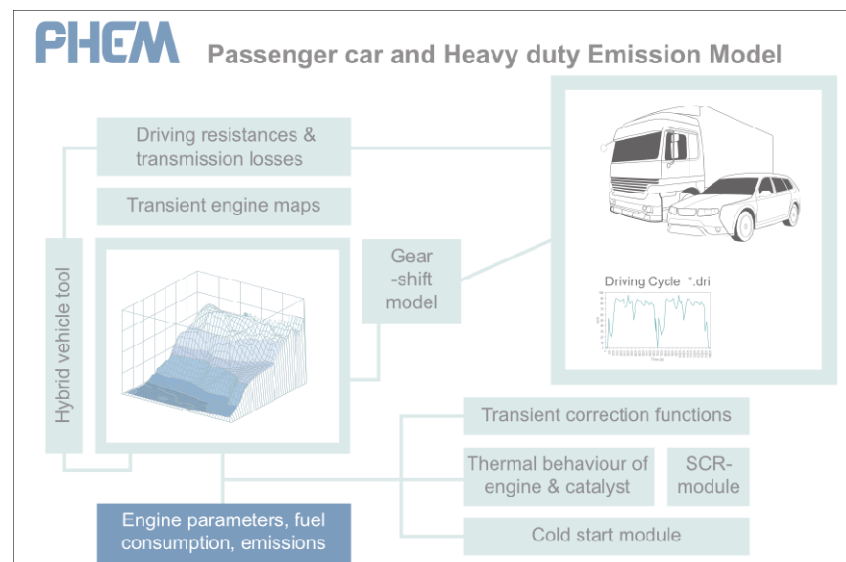 PHEM Passenger car and Heavy duty Emission Model
Driving resistances &
transmission losses
Transient engine maps
Hybrid vehicle tool
Gear
-shift
model
Driving Cycle *.dri
Transient correction functions
Thermal behaviour of
engine & catalyst
SCR-
module
Cold start module
Engine parameters, fuel
consumption, emissions